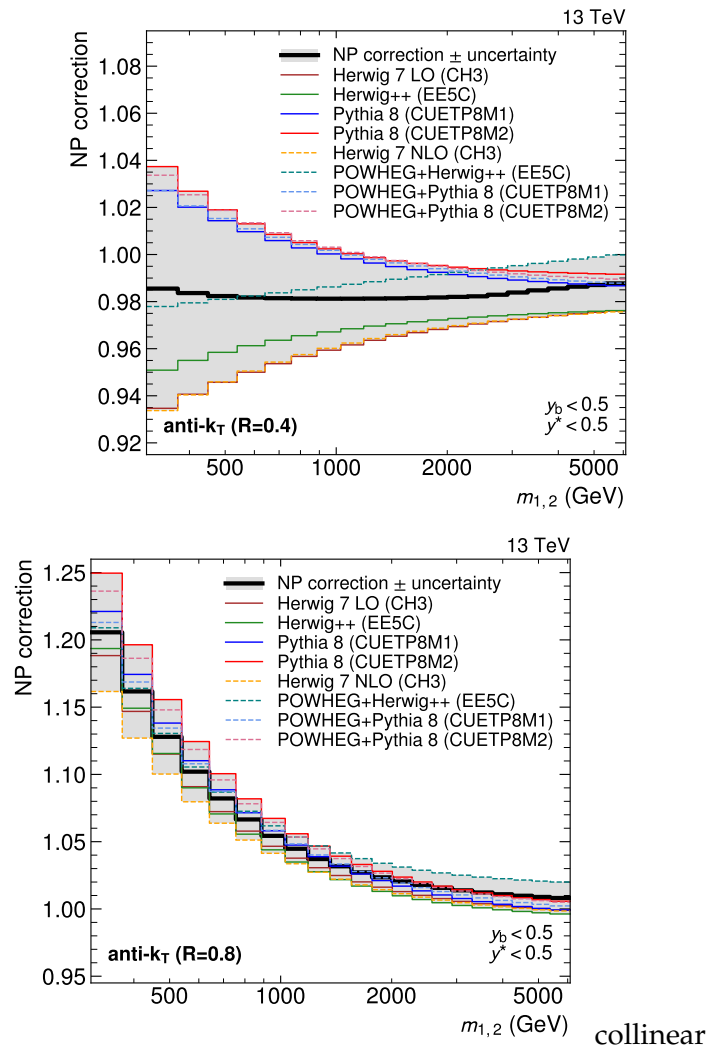 13 TeV
NP correction
1.08
1.06
1.04
1.02
1.00
0.98
0.96
0.94
0.92
NP correction ± uncertainty
Herwig 7 LO (CH3)
Herwig++ (EE5C)
Pythia 8 (CUETP8M1)
Pythia 8 (CUETP8M2)
Herwig 7 NLO (CH3)
POWHEG+Herwig++ (EE5C)
POWHEG+Pythia 8 (CUETP8M1)
POWHEG+Pythia 8 (CUETP8M2)
anti-kT (R=0.4)
yb < 0.5
y* < 0.5
500 1000 2000 5000
m1, 2 (GeV)
13 TeV
NP correction
1.25
1.20
1.15
1.10
1.05
1.00
0.95
NP correction ± uncertainty
Herwig 7 LO (CH3)
Herwig++ (EE5C)
Pythia 8 (CUETP8M1)
Pythia 8 (CUETP8M2)
Herwig 7 NLO (CH3)
POWHEG+Herwig++ (EE5C)
POWHEG+Pythia 8 (CUETP8M1)
POWHEG+Pythia 8 (CUETP8M2)
anti-kT (R=0.8)
yb < 0.5
y* < 0.5
500 1000 2000 5000
m1, 2 (GeV)
collinear